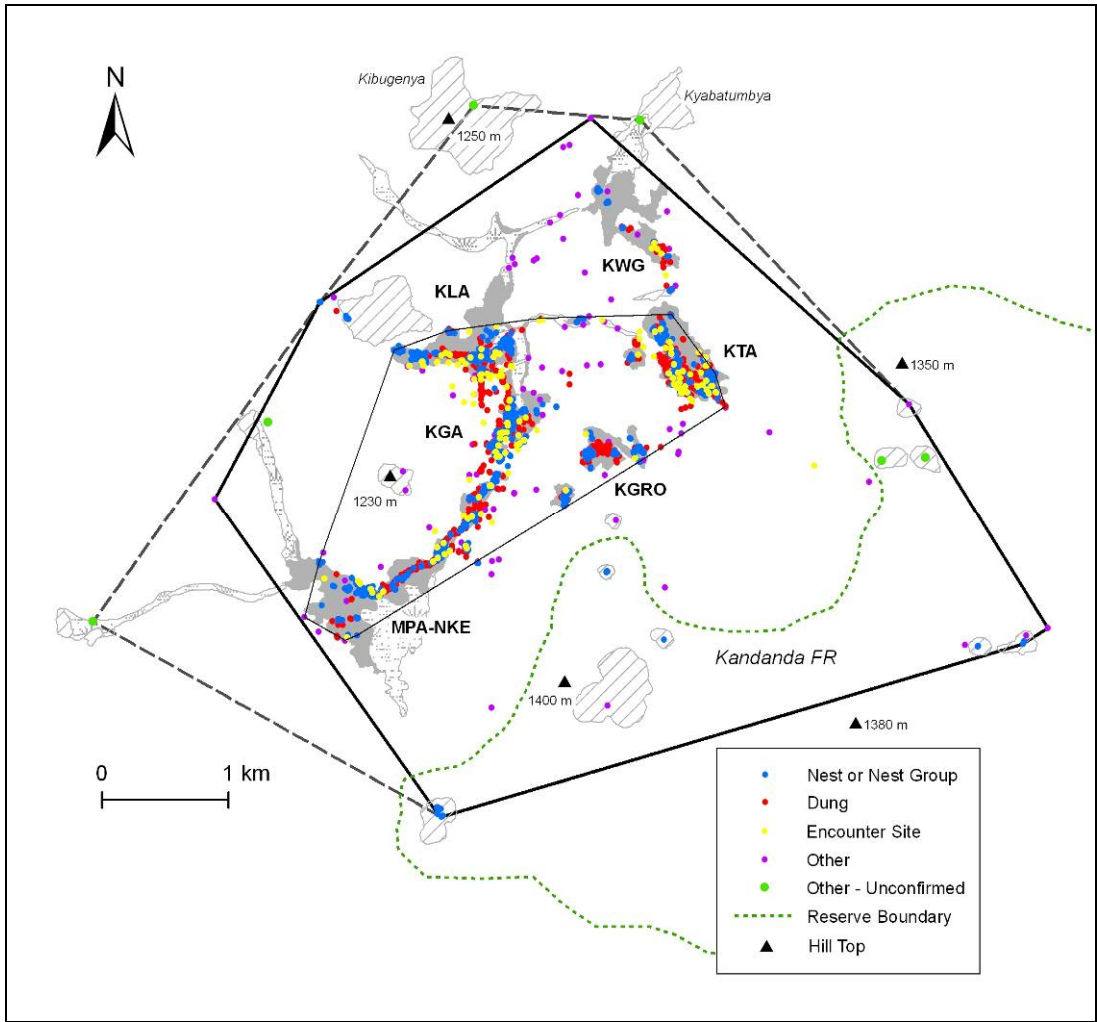 Kibugenya
N
Kyabatumbya
1250 m
KWG
KLA
KTA
1350 m
KGA
1230 m
KGRO
MPA-NKE
Kandanda FR
1400 m
1380 m
0 1 km
Nest or Nest Group
Dung
Encounter Site
Other
Other - Unconfirmed
Reserve Boundary
Hill Top